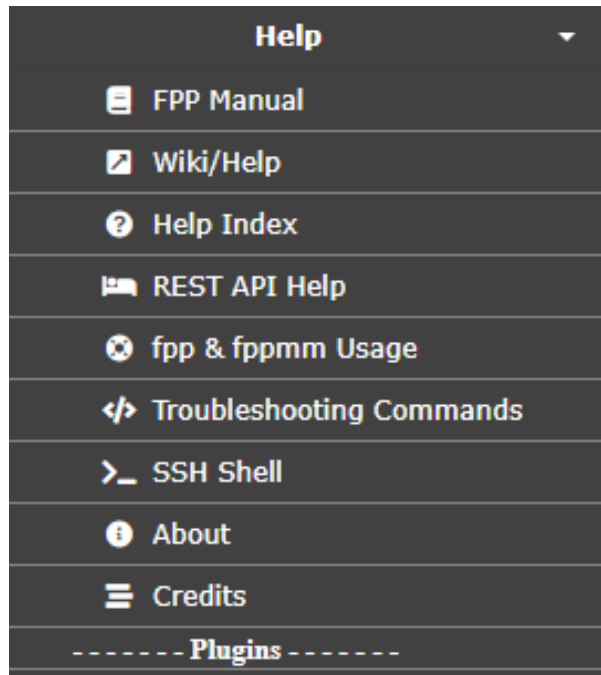 Help
FPP Manual
Wiki/Help
Help Index
REST API Help
fpp & fppmm Usage
Troubleshooting Commands
SSH Shell
About
Credits
- - - - - - - Plugins - - - - - - -